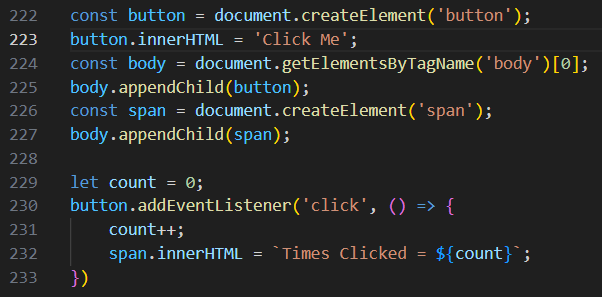 222 const button = document.createElement('button');
223 button.innerHTML = 'Click Me';
224 const body = document.getElementsByTagName('body')[0];
225 body.appendChild(button);
226 const span = document.createElement('span');
227 body.appendChild(span);
228
229 let count = 0;
230 button.addEventListener('click', () => {
231     count++;
232     span.innerHTML = `Times Clicked = ${count}`;
233 })